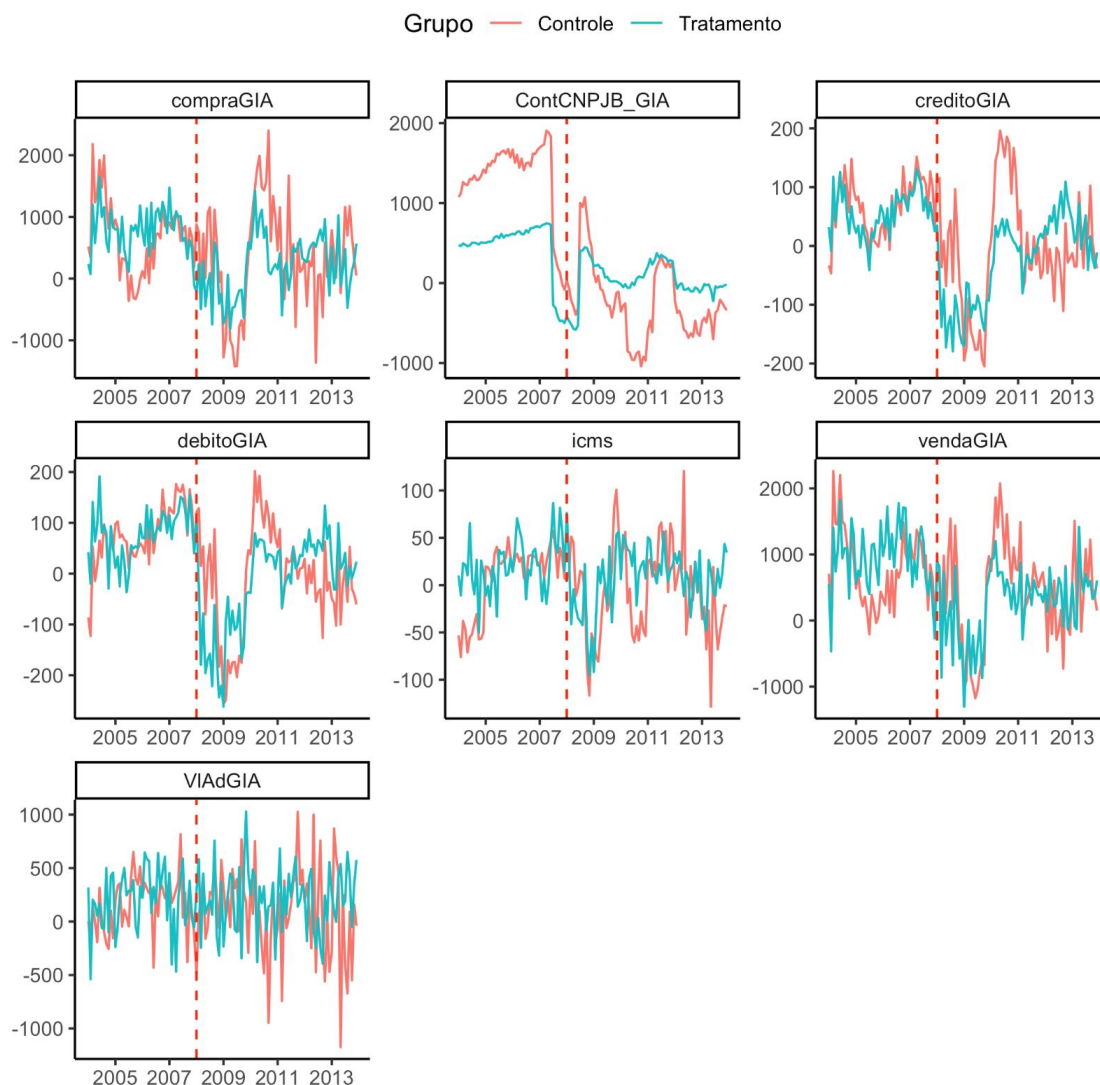 Grupo Controle Tratamento
compraGIA ContCNPJB_GIA creditoGIA
2000
1000
0
-1000
2005 2007 2009 2011 2013
2000
1000
0
-1000
2005 2007 2009 2011 2013
200
100
0
-100
-200
2005 2007 2009 2011 2013
debitoGIA icms vendaGIA
200
100
0
-100
-200
2005 2007 2009 2011 2013
100
50
0
-50
-100
2005 2007 2009 2011 2013
2000
1000
0
-1000
2005 2007 2009 2011 2013
VlAdGIA
1000
500
0
-500
-1000
2005 2007 2009 2011 2013